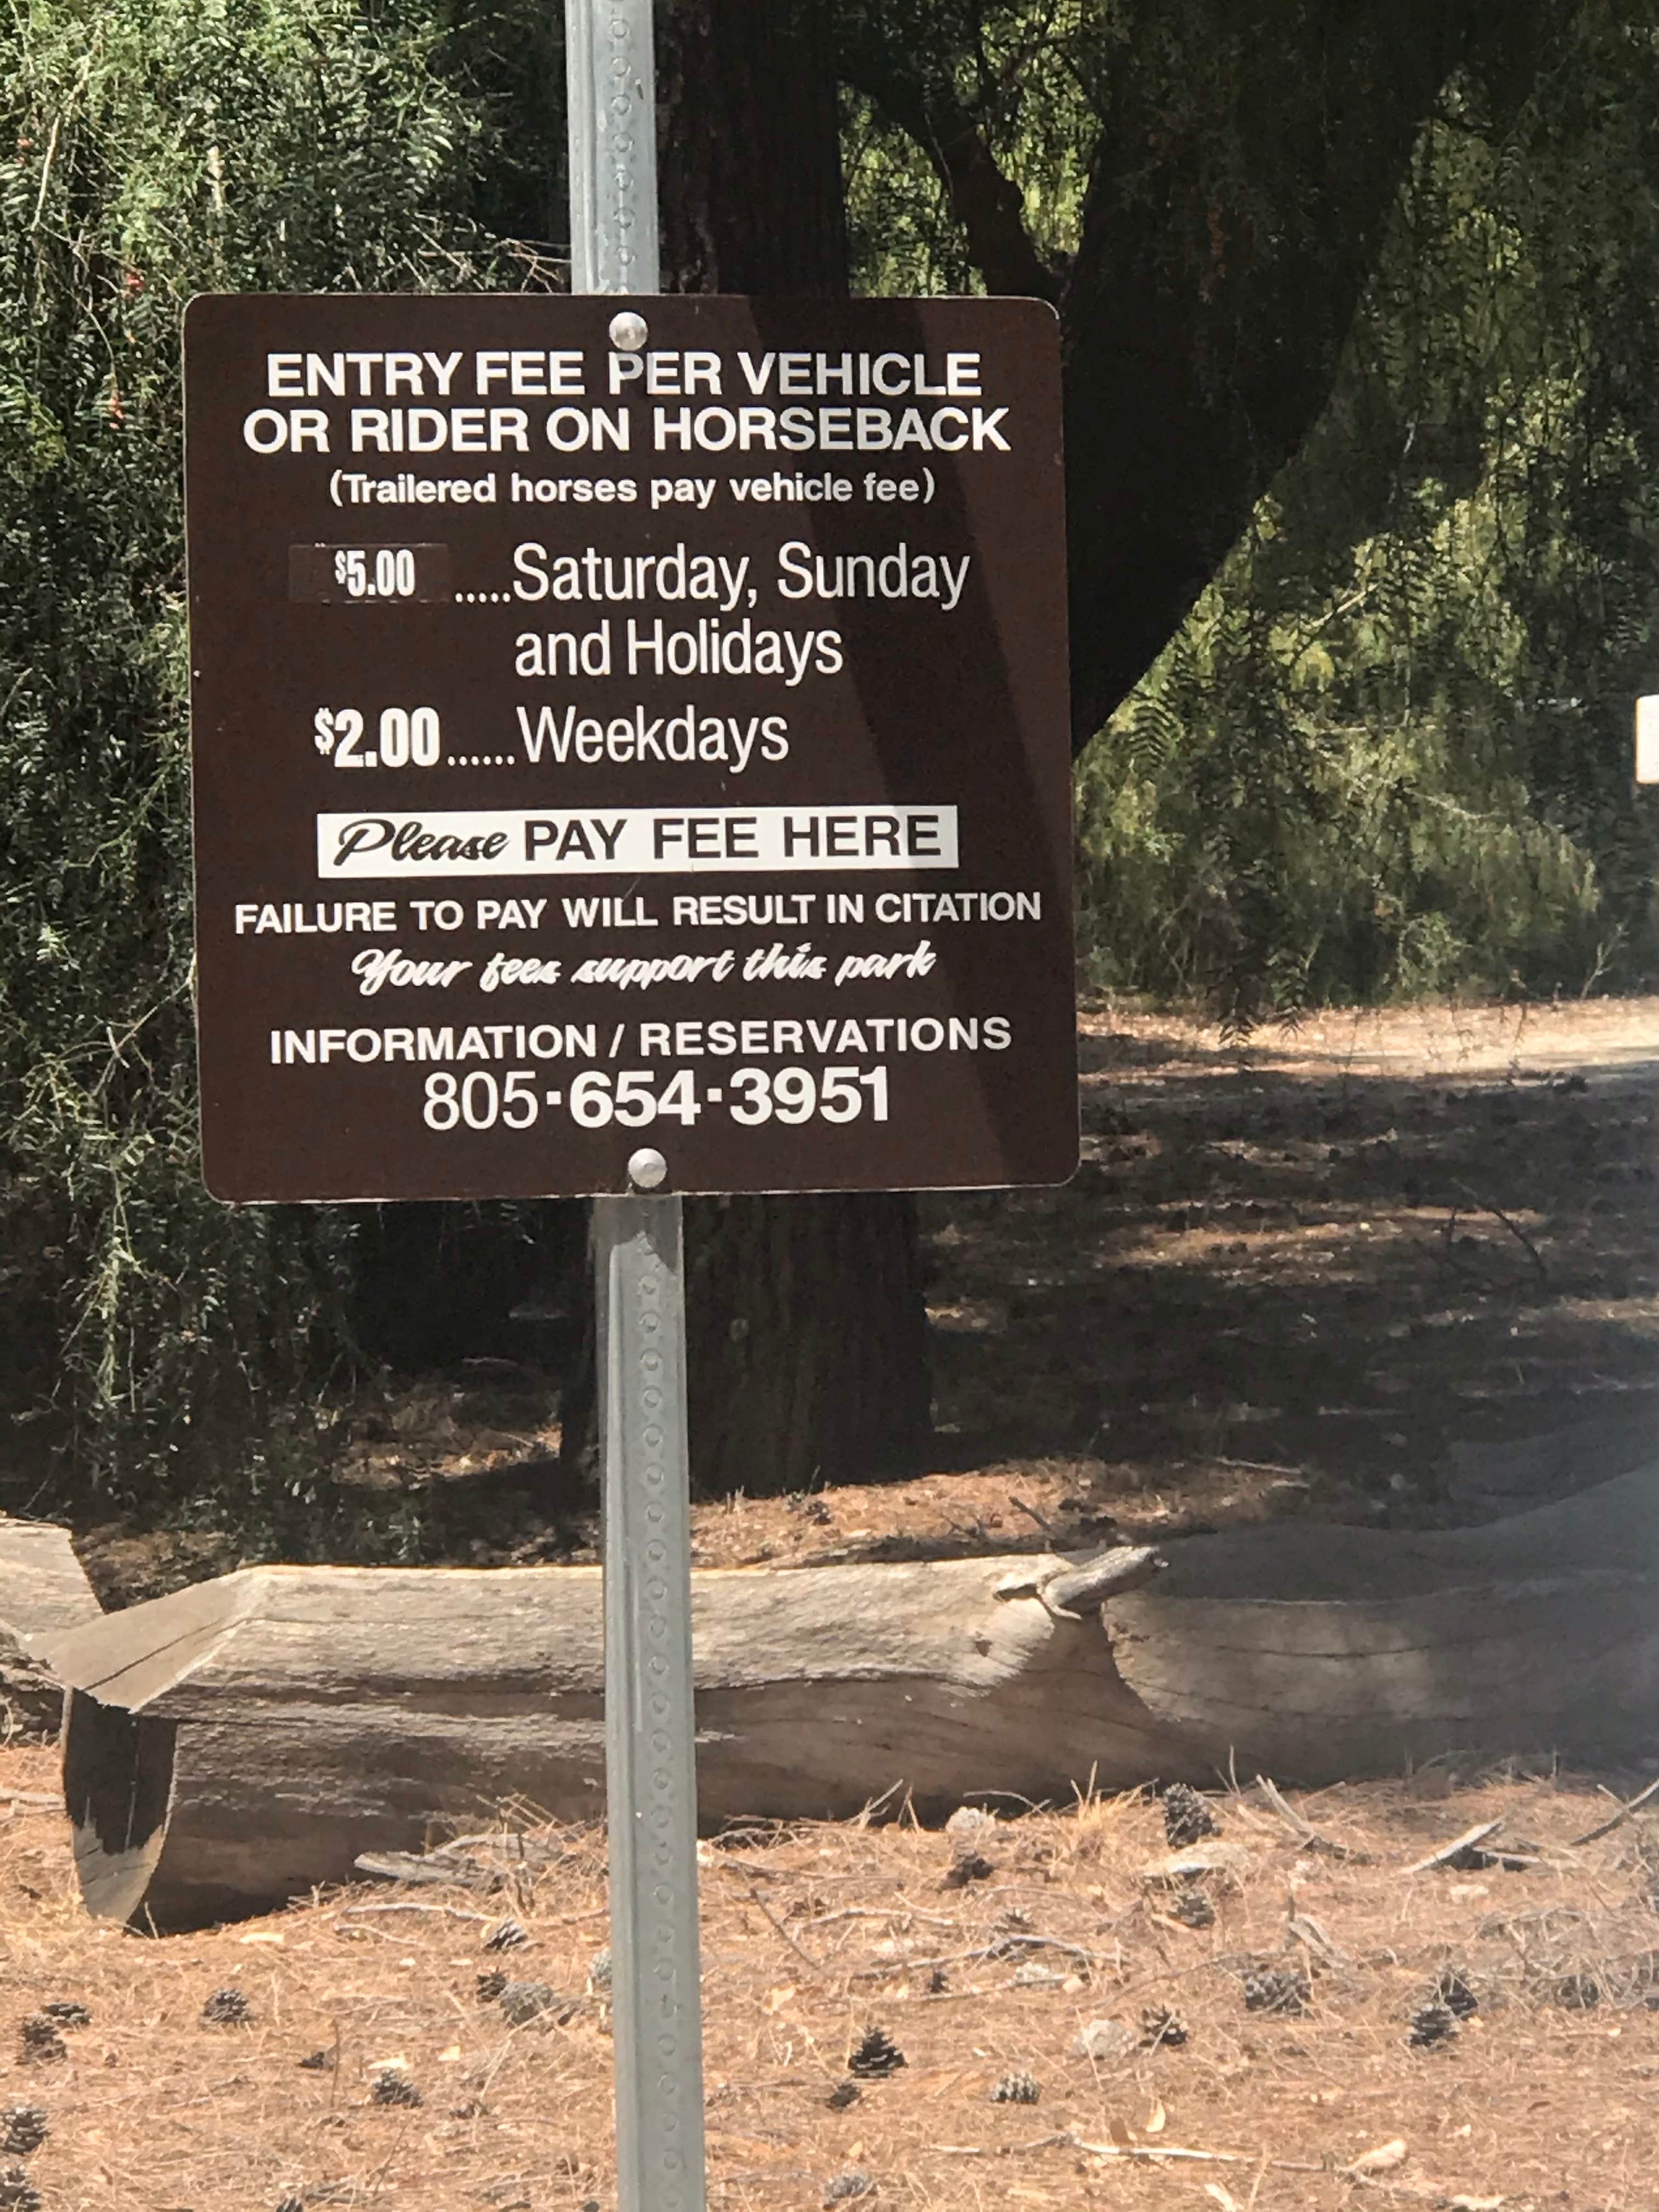 ENTRY FEE PER VEHICLE
OR RIDER ON HORSEBACK
(Trailered horses pay vehicle fee)
$5.00 .....Saturday, Sunday
and Holidays
$2.00......Weekdays
Please PAY FEE HERE
FAILURE TO PAY WILL RESULT IN CITATION
Your fees support this park
INFORMATION / RESERVATIONS
805·654·3951